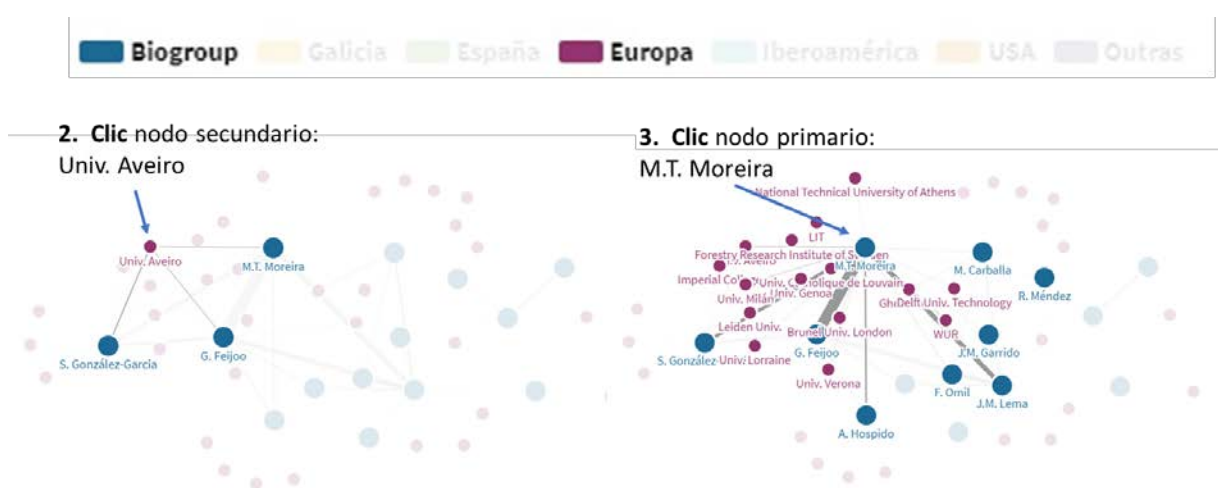 Biogroup Galicia España Europa Iberoamérica USA Outras
2. Clic nodo secundario:
Univ. Aveiro
Univ. Aveiro
M.T. Moreira
S. González-Garcia
G. Feijoo
3. Clic nodo primario:
M.T. Moreira
National Technical University of Athens
LIT
Forestry Research Institute of Sweden
M.T. Moreira
M. Carballa
R. Méndez
Imperial
Univ. Catholique de Louvain
Univ. Milán
Univ. Genoa
Delft Univ. Technology
Leiden Univ.
Brunel Univ. London
WUR
S. González
Univ. Lorraine
G. Feijoo
J.M. Garrido
Univ. Verona
F. Omil
J.M. Lema
A. Hospido